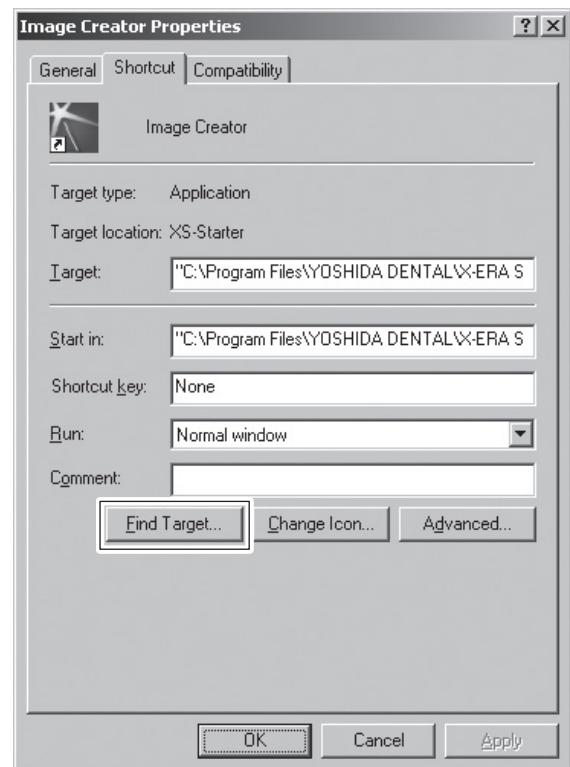 Image Creator Properties
General Shortcut Compatibility
Image Creator
Target type: Application
Target location: XS-Starter
Target: "C:\Program Files\YOSHIDA DENTAL\X-ERA S
Start in: "C:\Program Files\YOSHIDA DENTAL\X-ERA S
Shortcut key: None
Run: Normal window
Comment:
Find Target... Change Icon... Advanced...
OK Cancel Apply